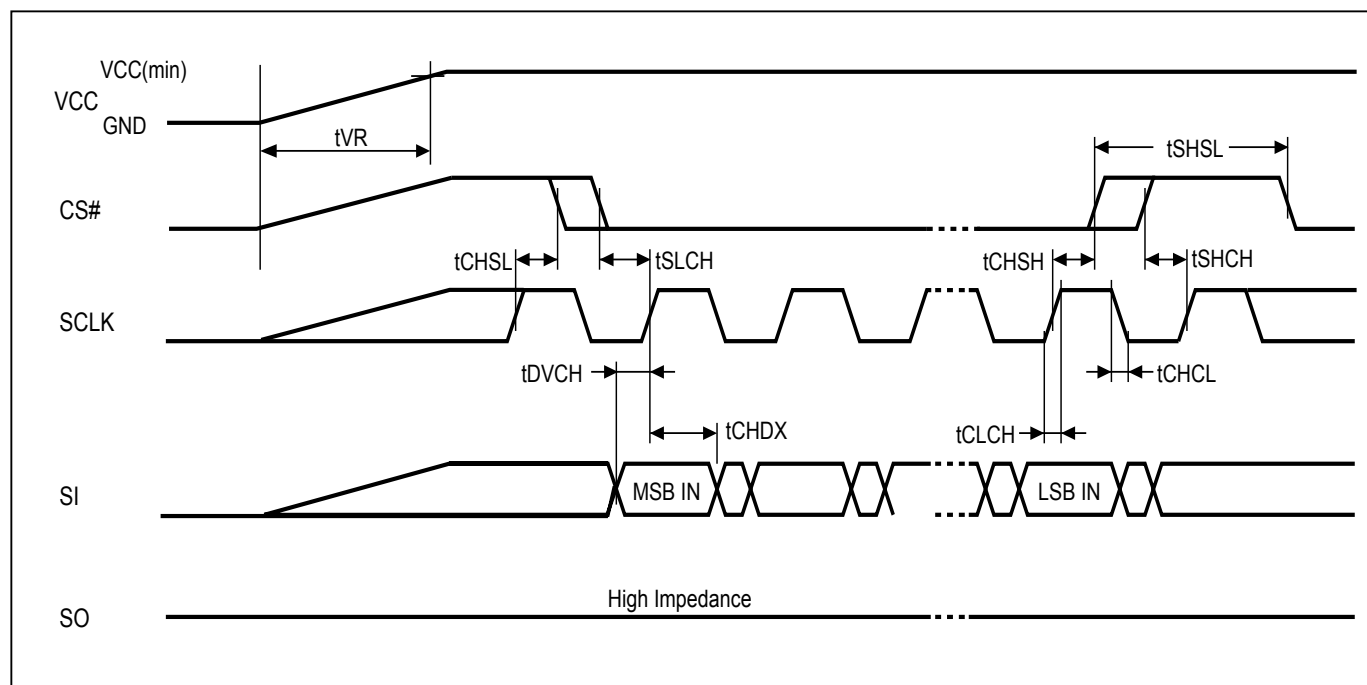 VCC(min)
VCC
GND
tVR
tSHSL
CS#
tCHSL
tSLCH
tCHSH
tSHCH
SCLK
tDVCH
tCHCL
tCHDX
tCLCH
SI
MSB IN
LSB IN
High Impedance
SO